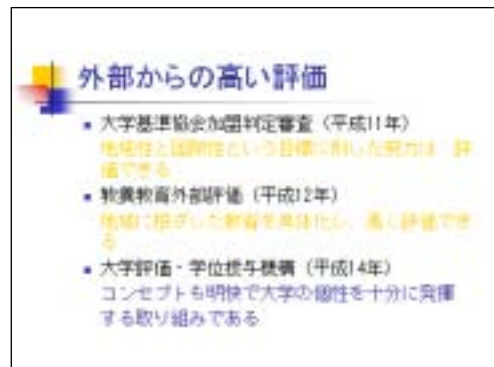 外部からの高い評価
■ 大学基準協会加盟判定審査（平成11年）
地域性と国際性という目標に則した努力は 評
価できる
■ 教養教育外部評価（平成12年）
地域に根ざした教育を具体化し、高く評価でき
る
■ 大学評価・学位授与機構（平成14年）
コンセプトも明快で大学の個性を十分に発揮
する取り組みである